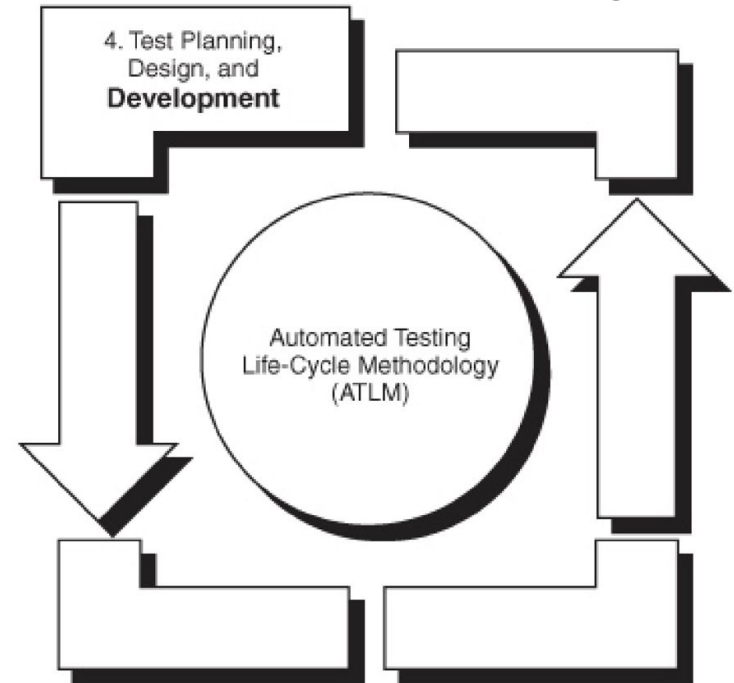 4. Test Planning,
Design, and
Development
Automated Testing
Life-Cycle Methodology
(ATLM)